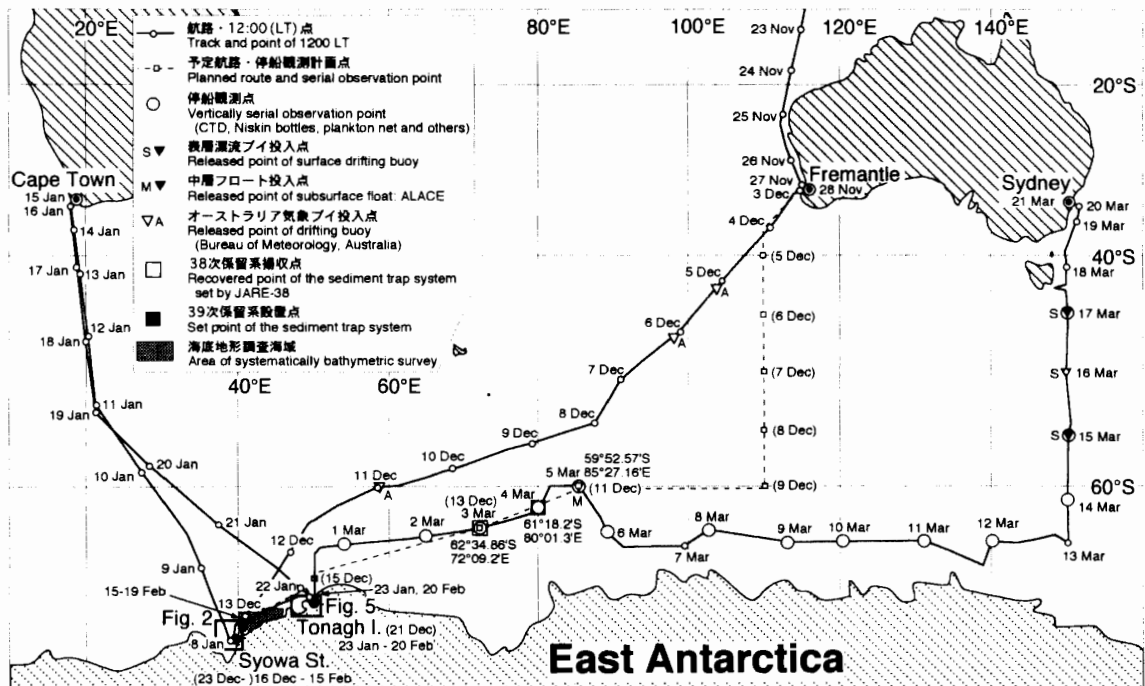 20°E
80°E
100°E
120°E
140°E
航路・12:00(LT)点
Track and point of 1200 LT
予定航路・停船観測計画点
Planned route and serial observation point
停船観測点
Vertically serial observation point
(CTD, Niskin bottles, plankton net and others)
S
表層漂流ブイ投入点
Released point of surface drifting buoy
M
中層フロート投入点
Released point of subsurface float: ALACE
A
オーストラリア気象ブイ投入点
Released point of drifting buoy
(Bureau of Meteorology, Australia)
38次係留系揚収点
Recovered point of the sediment trap system
set by JARE-38
39次係留系設置点
Set point of the sediment trap system
海底地形調査海域
Area of systematically bathymetric survey
40°E
60°E
20°S
40°S
60°S
Cape Town
15 Jan
16 Jan
14 Jan
17 Jan
13 Jan
12 Jan
18 Jan
11 Jan
19 Jan
10 Jan
20 Jan
21 Jan
9 Jan
22 Jan
8 Jan
23 Nov
24 Nov
25 Nov
26 Nov
27 Nov
3 Dec
Fremantle
28 Nov
4 Dec
5 Dec
A
6 Dec
A
7 Dec
8 Dec
9 Dec
10 Dec
11 Dec
A
12 Dec
13 Dec
(5 Dec)
(6 Dec)
(7 Dec)
(8 Dec)
(9 Dec)
(11 Dec)
(13 Dec)
(15 Dec)
Sydney
21 Mar
20 Mar
19 Mar
18 Mar
S
17 Mar
S
16 Mar
S
15 Mar
14 Mar
13 Mar
12 Mar
11 Mar
10 Mar
9 Mar
8 Mar
7 Mar
6 Mar
5 Mar
59°52.57'S
85°27.16'E
M
4 Mar
61°18.2'S
80°01.3'E
3 Mar
62°34.86'S
72°09.2'E
2 Mar
1 Mar
23 Jan, 20 Feb
15-19 Feb
Fig. 2
Fig. 5
Tonagh I. (21 Dec)
23 Jan - 20 Feb
Syowa St.
(23 Dec- )16 Dec - 15 Feb
East Antarctica